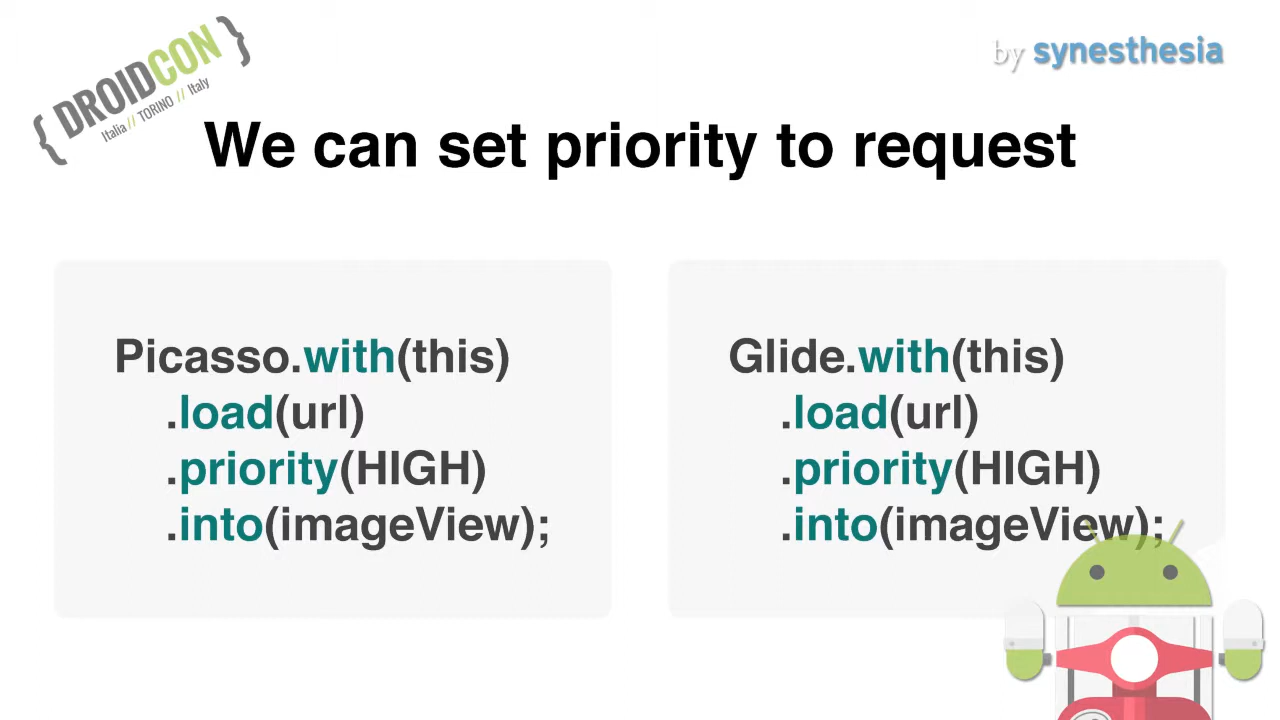 { DROIDCON }
Italia // TORINO // Italy
by synesthesia
We can set priority to request
Picasso.with(this)
.load(url)
.priority(HIGH)
.into(imageView);
Glide.with(this)
.load(url)
.priority(HIGH)
.into(imageView);